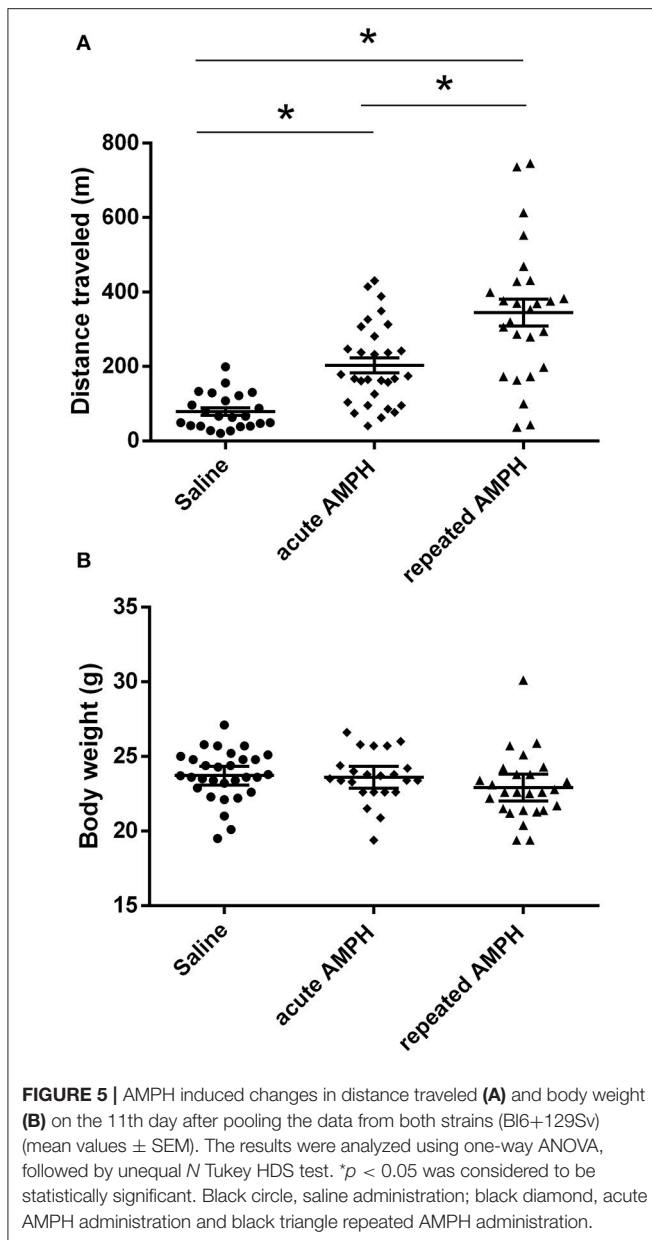 A
*
*
*
800
600
400
200
0
Distance traveled (m)
Saline
acute AMPH
repeated AMPH
B
35
30
25
20
15
Body weight (g)
Saline
acute AMPH
repeated AMPH
FIGURE 5 | AMPH induced changes in distance traveled (A) and body weight
(B) on the 11th day after pooling the data from both strains (Bl6+129Sv)
(mean values ± SEM). The results were analyzed using one-way ANOVA,
followed by unequal N Tukey HDS test. *p < 0.05 was considered to be
statistically significant. Black circle, saline administration; black diamond, acute
AMPH administration and black triangle repeated AMPH administration.